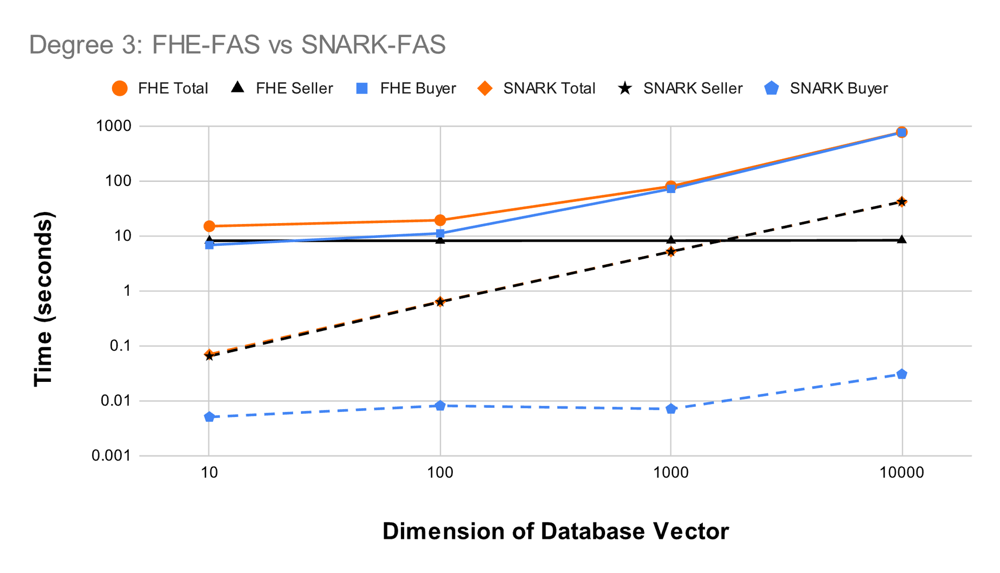 Degree 3: FHE-FAS vs SNARK-FAS
FHE Total FHE Seller FHE Buyer SNARK Total SNARK Seller SNARK Buyer
1000
100
10
1
0.1
0.01
0.001
Time (seconds)
10 100 1000 10000
Dimension of Database Vector